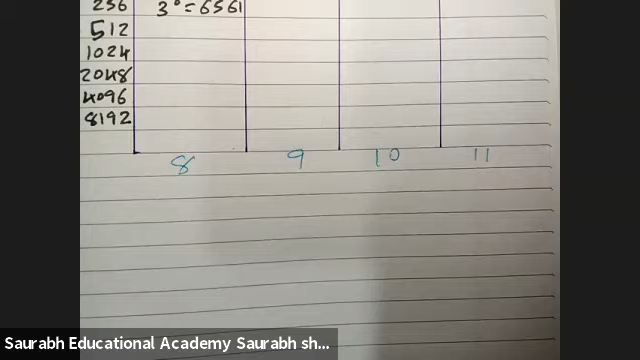 256 3⁸ = 6561
512
1024
2048
4096
8192
8 9 10 11
Saurabh Educational Academy Saurabh sh...